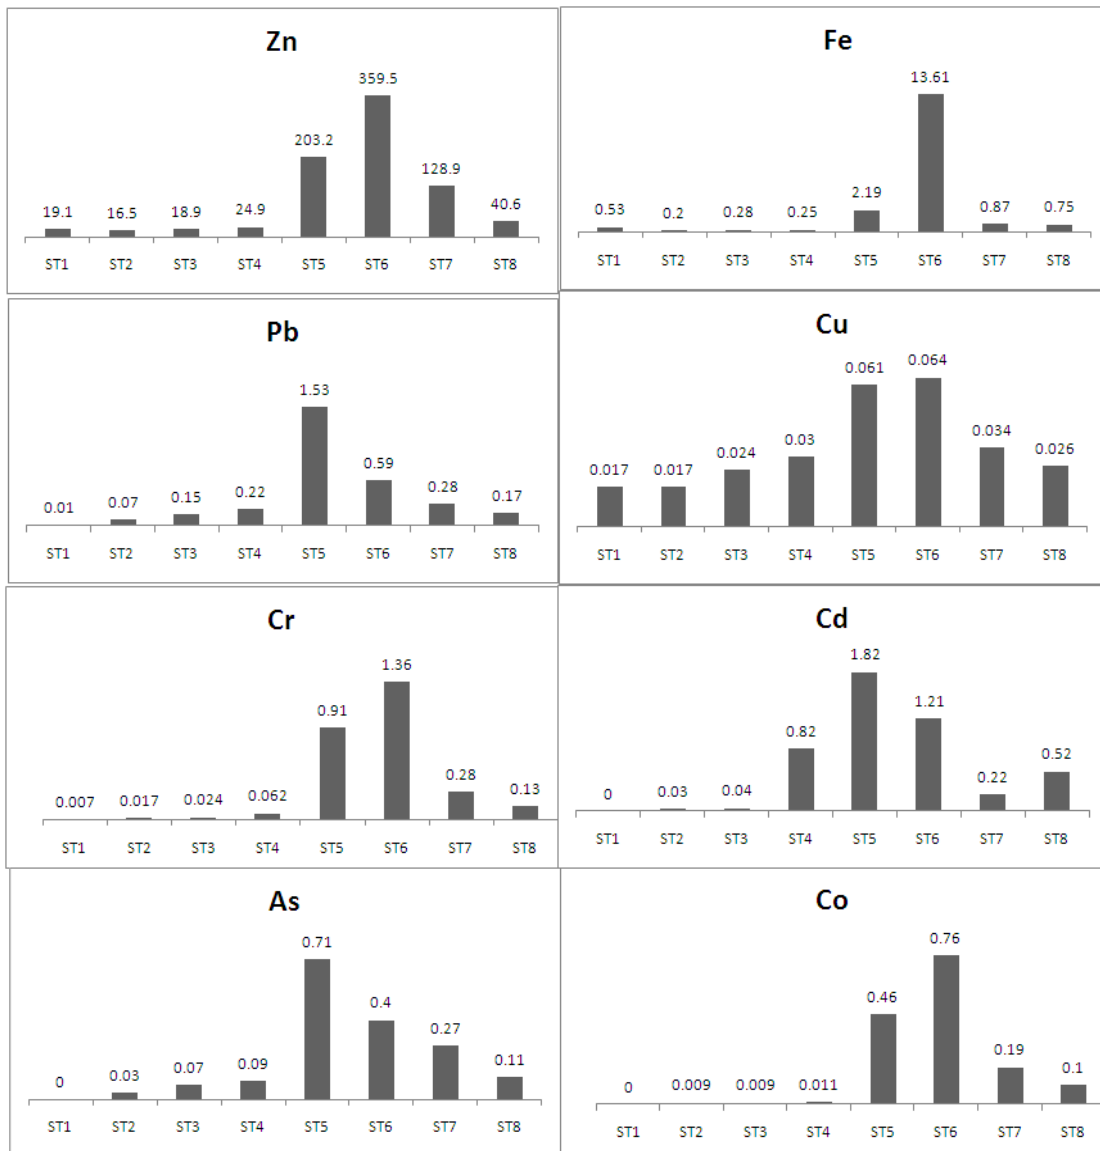 Zn
359.5
203.2
128.9
40.6
19.1 16.5 18.9 24.9
ST1 ST2 ST3 ST4 ST5 ST6 ST7 ST8
Fe
13.61
2.19
0.53 0.2 0.28 0.25 0.87 0.75
ST1 ST2 ST3 ST4 ST5 ST6 ST7 ST8
Pb
1.53
0.59
0.01 0.07 0.15 0.22 0.28 0.17
ST1 ST2 ST3 ST4 ST5 ST6 ST7 ST8
Cu
0.061 0.064
0.017 0.017 0.024 0.03 0.034 0.026
ST1 ST2 ST3 ST4 ST5 ST6 ST7 ST8
Cr
1.36
0.91
0.007 0.017 0.024 0.062 0.28 0.13
ST1 ST2 ST3 ST4 ST5 ST6 ST7 ST8
Cd
1.82
1.21
0.82
0.52
0 0.03 0.04 0.22
ST1 ST2 ST3 ST4 ST5 ST6 ST7 ST8
As
0.71
0.4
0.27
0 0.03 0.07 0.09 0.11
ST1 ST2 ST3 ST4 ST5 ST6 ST7 ST8
Co
0.76
0.46
0 0.009 0.009 0.011 0.19 0.1
ST1 ST2 ST3 ST4 ST5 ST6 ST7 ST8